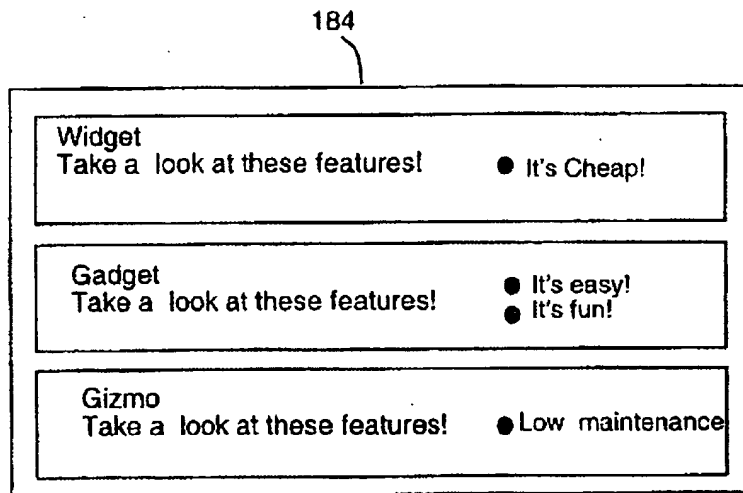 184
Widget
Take a look at these features!
● It's Cheap!
Gadget
Take a look at these features!
● It's easy!
● It's fun!
Gizmo
Take a look at these features!
● Low maintenance